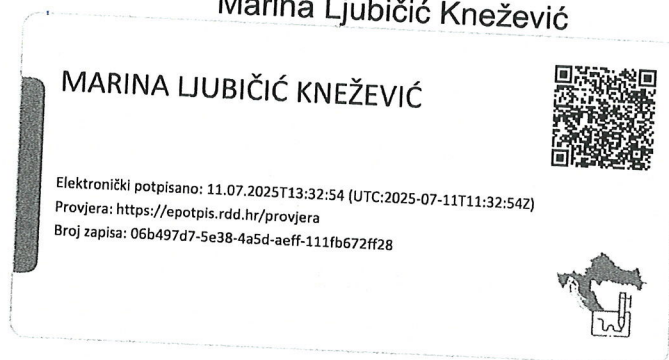 Marina Ljubičić Knežević
MARINA LJUBIČIĆ KNEŽEVIĆ
Elektronički potpisano: 11.07.2025T13:32:54 (UTC:2025-07-11T11:32:54Z)
Provjera: https://epotpis.rdd.hr/provjera
Broj zapisa: 06b497d7-5e38-4a5d-aeff-111fb672ff28